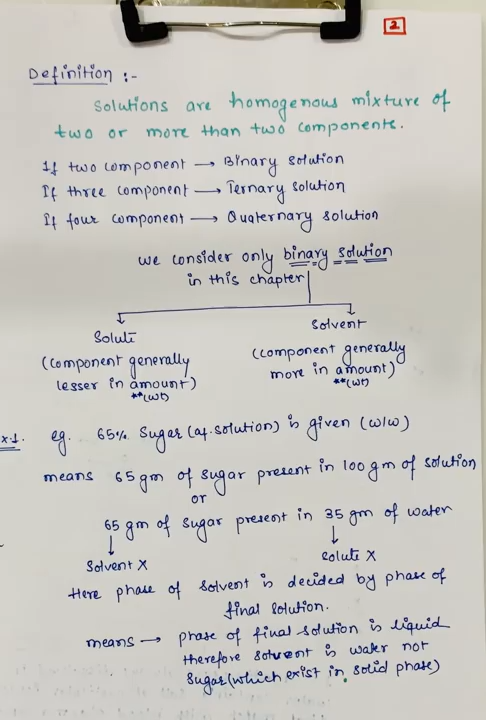 2
Definition :-
Solutions are homogenous mixture of
two or more than two components.
If two component → Binary solution
If three component → Ternary solution
If four component → Quaternary solution
we consider only binary solution
in this chapter
Solute
(component generally
lesser in amount)
**(wt)
Solvent
(component generally
more in amount)
**(wt)
x-1. eg. 65% Sugar (aq. solution) is given (w/w)
means 65 gm of sugar present in 100 gm of solution
or
65 gm of sugar present in 35 gm of water
Solvent X
Solute X
Here phase of solvent is decided by phase of
final solution.
means → phase of final solution is liquid
therefore solvent is water not
sugar (which exist in solid phase)